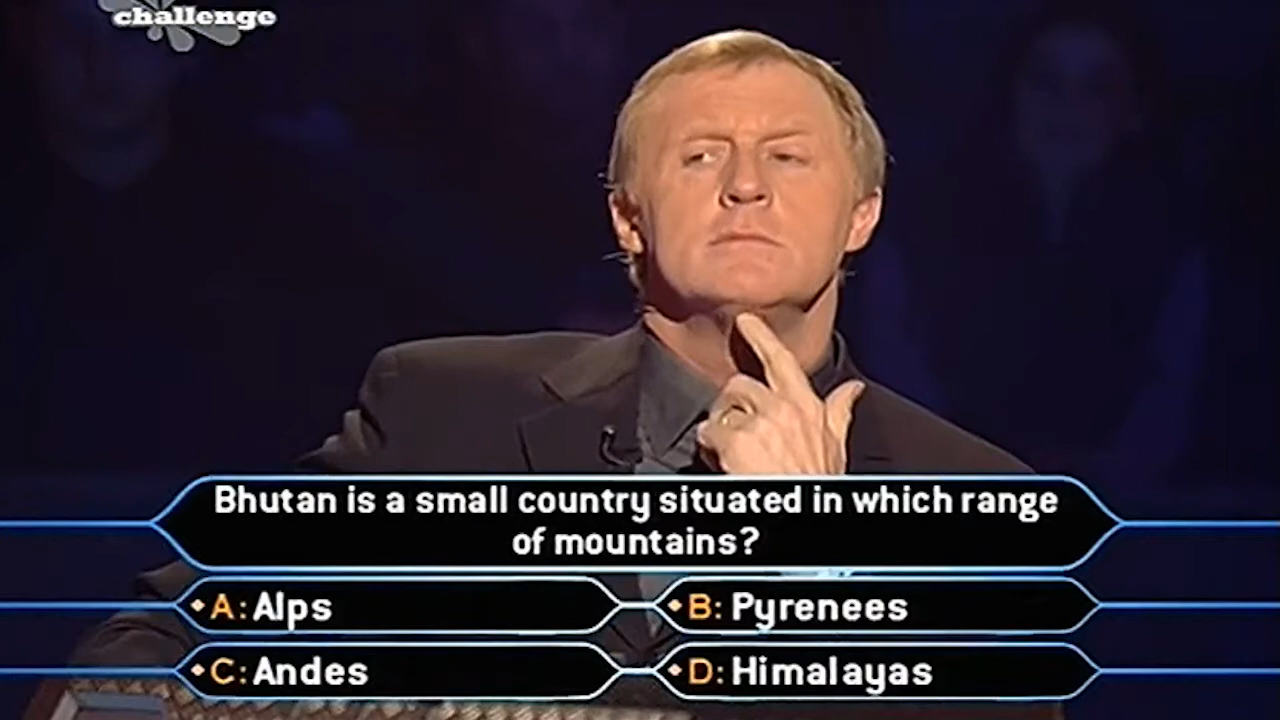 challenge
Bhutan is a small country situated in which range
of mountains?
A: Alps
B: Pyrenees
C: Andes
D: Himalayas